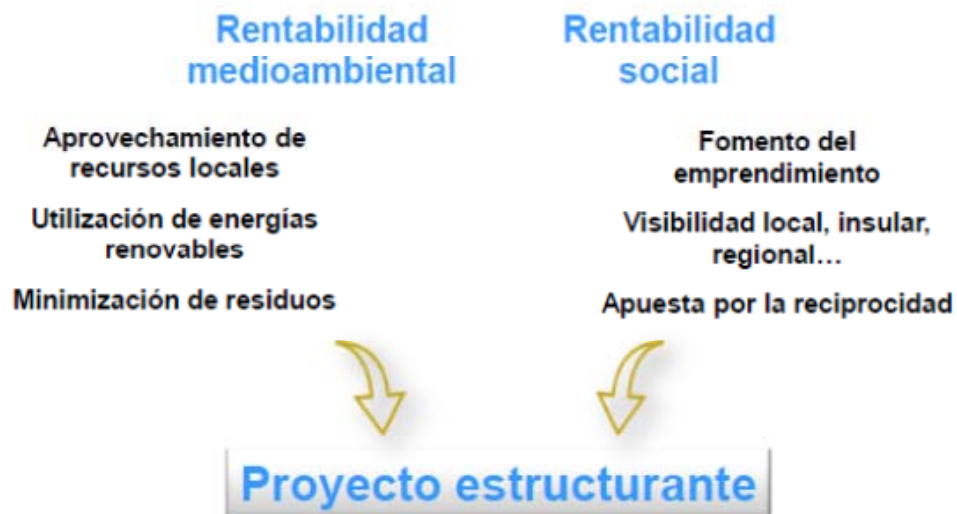 Rentabilidad
medioambiental
Aprovechamiento de
recursos locales
Utilización de energías
renovables
Minimización de residuos
Rentabilidad
social
Fomento del
emprendimiento
Visibilidad local, insular,
regional...
Apuesta por la reciprocidad
Proyecto estructurante